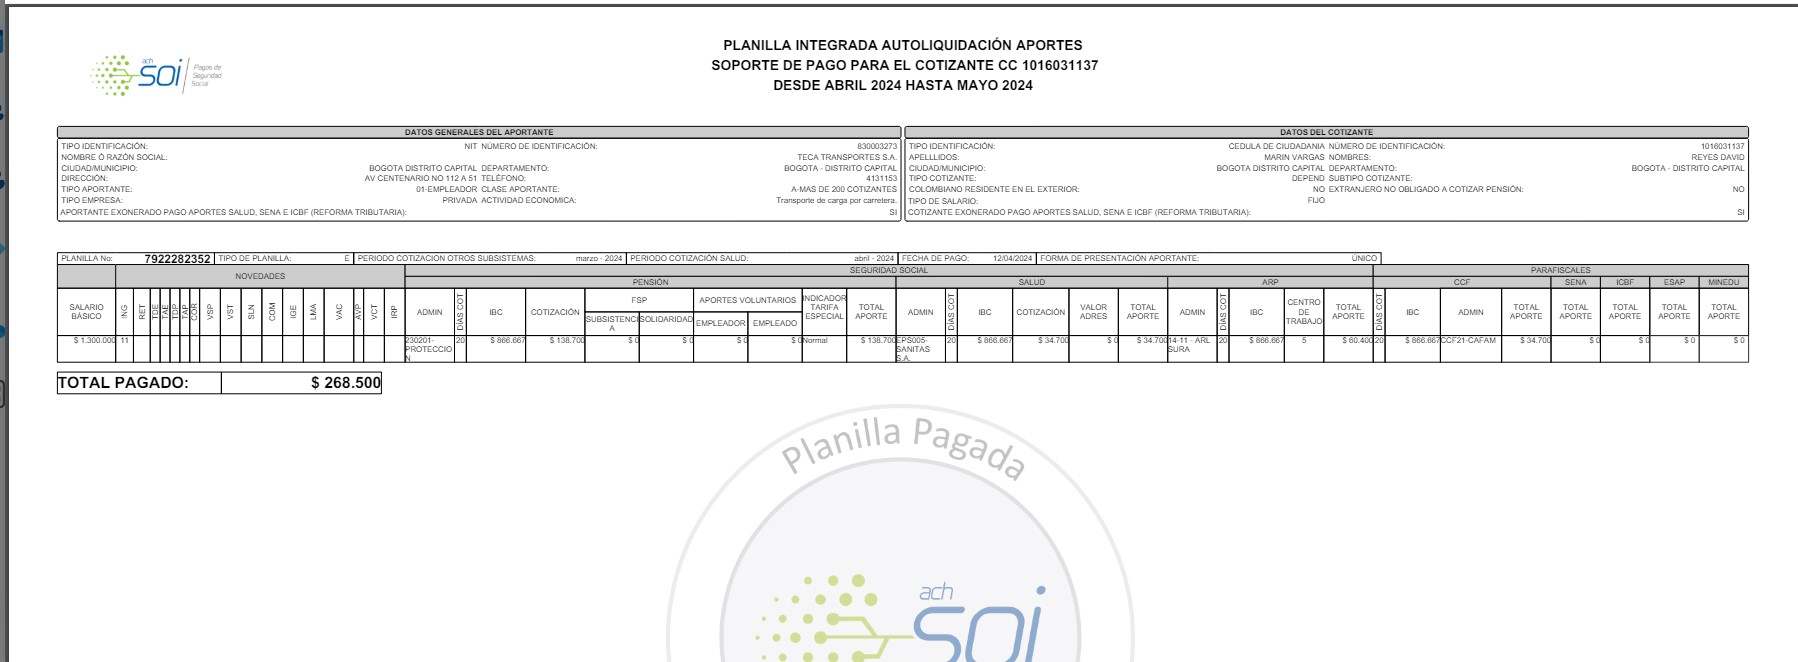 PLANILLA INTEGRADA AUTOLIQUIDACIÓN APORTES
SOPORTE DE PAGO PARA EL COTIZANTE CC 1016031137
DESDE ABRIL 2024 HASTA MAYO 2024
ach
SOI
Pagos de
Seguridad
Social
DATOS GENERALES DEL APORTANTE
TIPO IDENTIFICACIÓN: NIT NÚMERO DE IDENTIFICACIÓN: 830003273
NOMBRE Ó RAZÓN SOCIAL: TECA TRANSPORTES S.A.
CIUDAD/MUNICIPIO: BOGOTA DISTRITO CAPITAL DEPARTAMENTO: BOGOTA - DISTRITO CAPITAL
DIRECCIÓN: AV CENTENARIO NO 112 A 51 TELÉFONO: 4131153
TIPO APORTANTE: 01-EMPLEADOR CLASE APORTANTE: A-MAS DE 200 COTIZANTES
TIPO EMPRESA: PRIVADA ACTIVIDAD ECONOMICA: Transporte de carga por carretera.
APORTANTE EXONERADO PAGO APORTES SALUD, SENA E ICBF (REFORMA TRIBUTARIA): SI
DATOS DEL COTIZANTE
TIPO IDENTIFICACIÓN: CEDULA DE CIUDADANIA NÚMERO DE IDENTIFICACIÓN: 1016031137
APELLLIDOS: MARIN VARGAS NOMBRES: REYES DAVID
CIUDAD/MUNICIPIO: BOGOTA DISTRITO CAPITAL DEPARTAMENTO: BOGOTA - DISTRITO CAPITAL
TIPO COTIZANTE: DEPEND SUBTIPO COTIZANTE:
COLOMBIANO RESIDENTE EN EL EXTERIOR: NO EXTRANJERO NO OBLIGADO A COTIZAR PENSIÓN: NO
TIPO DE SALARIO: FIJO
COTIZANTE EXONERADO PAGO APORTES SALUD, SENA E ICBF (REFORMA TRIBUTARIA): SI
PLANILLA No: 7922282352 TIPO DE PLANILLA: E PERIODO COTIZACION OTROS SUBSISTEMAS: marzo - 2024 PERIODO COTIZACIÓN SALUD: abril - 2024 FECHA DE PAGO: 12/04/2024 FORMA DE PRESENTACIÓN APORTANTE: ÚNICO
NOVEDADES SEGURIDAD SOCIAL PARAFISCALES
PENSIÓN SALUD ARP CCF SENA ICBF ESAP MINEDU
SALARIO BÁSICO ING RET TDE TAE TDP TAP COR VSP VST SLN COM IGE LMA VAC AVP VCT IRP ADMIN DÍAS COT IBC COTIZACIÓN FSP SUBSISTENCIA SOLIDARIDAD APORTES VOLUNTARIOS EMPLEADOR EMPLEADO INDICADOR TARIFA ESPECIAL TOTAL APORTE ADMIN DÍAS COT IBC COTIZACIÓN VALOR ADRES TOTAL APORTE ADMIN DÍAS COT IBC CENTRO DE TRABAJO TOTAL APORTE DÍAS COT IBC ADMIN TOTAL APORTE TOTAL APORTE TOTAL APORTE TOTAL APORTE TOTAL APORTE
$ 1.300.000 11 230201-PROTECCION 20 $ 866.667 $ 138.700 $ 0 $ 0 $ 0 $ 0 Normal $ 138.700 EPS005-SANITAS S.A. 20 $ 866.667 $ 34.700 $ 0 $ 34.700 14-11 - ARL SURA 20 $ 866.667 5 $ 60.400 20 $ 866.667 CCF21-CAFAM $ 34.700 $ 0 $ 0 $ 0 $ 0
TOTAL PAGADO: $ 268.500
Planilla Pagada
ach
SOI